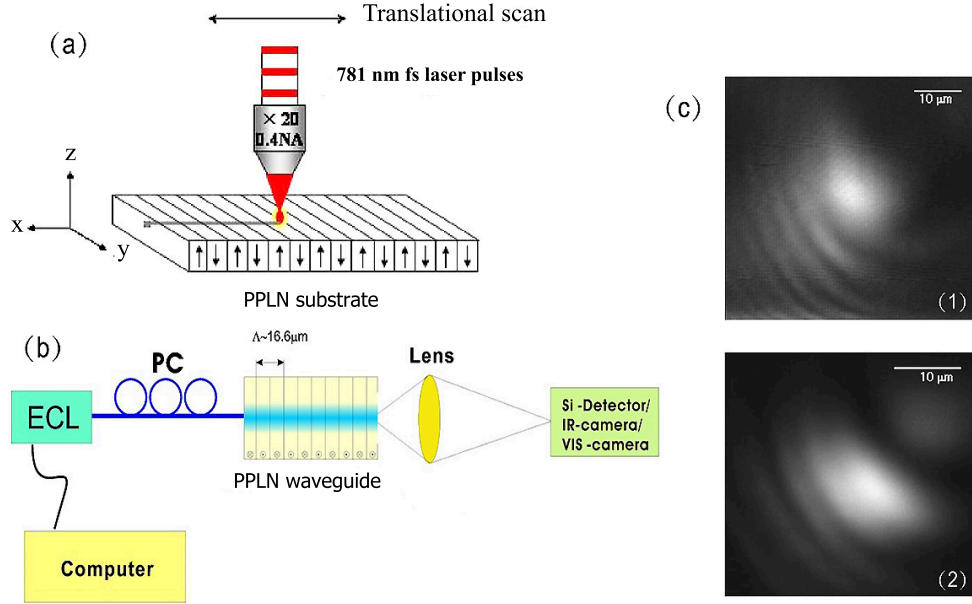 Translational scan
(a)
781 nm fs laser pulses
× 20
0.4NA
z
x
y
PPLN substrate
(b)
PC
Λ~16.6μm
Lens
ECL
Si -Detector/
IR-camera/
VIS -camera
PPLN waveguide
Computer
(c)
10 μm
(1)
10 μm
(2)